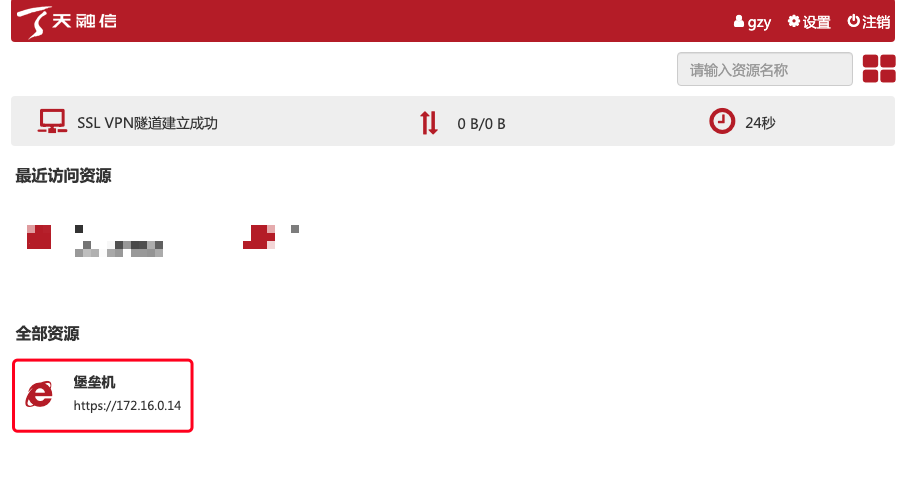 天融信
gzy 设置 注销
请输入资源名称
SSL VPN隧道建立成功 0 B/0 B 24秒
最近访问资源
全部资源
堡垒机
https://172.16.0.14